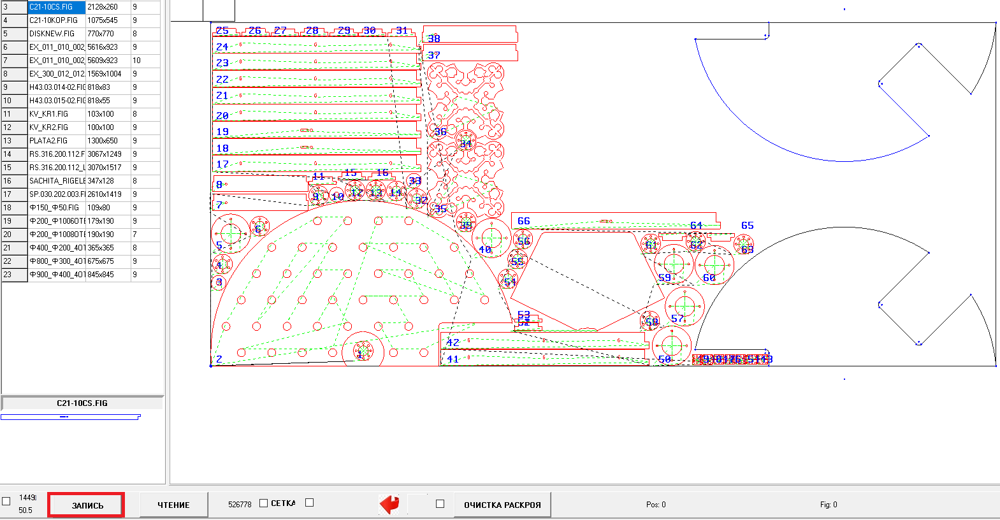 3 C21-10CS.FIG 2128x260 9
4 C21-10KOP.FIG 1075x545 9
5 DISKNEW.FIG 770x770 8
6 EX_011_010_002_ 5616x923 9
7 EX_011_010_002_ 5609x923 10
8 EX_300_012_012. 1569x1004 9
9 H43.03.014-02.FIG 818x83 9
10 H43.03.015-02.FIG 818x55 9
11 KV_KR1.FIG 103x100 8
12 KV_KR2.FIG 100x100 9
13 PLATA2.FIG 1300x650 9
14 RS.316.200.112.F 3067x1249 9
15 RS.316.200.112_L 3070x1517 9
16 SACHITA_RIGELE 347x128 8
17 SP.030.202.003.FI 2610x1419 9
18 Ф150_Ф50.FIG 109x80 9
19 Ф200_Ф1006ОТЕ 179x190 9
20 Ф200_Ф1008ОТЕ 190x190 7
21 Ф400_Ф200_4ОТ 365x365 8
22 Ф800_Ф300_4ОТ 675x675 9
23 Ф900_Ф400_4ОТ 845x845 9
C21-10CS.FIG
25 26 27 28 29 30 31
38
24
37
23
22
21
20
19
36
34
18
17
11 15 16
8
33
9 10 12 13 14
32
7
35
66
64 65
39
6
5
56
61 62 63
40
4
55
59 60
3
54
53
52
57
58
42
2
1
41
50
1449
50.5
ЗАПИСЬ
ЧТЕНИЕ
526778
СЕТКА
ОЧИСТКА РАСКРОЯ
Pos: 0
Fig: 0